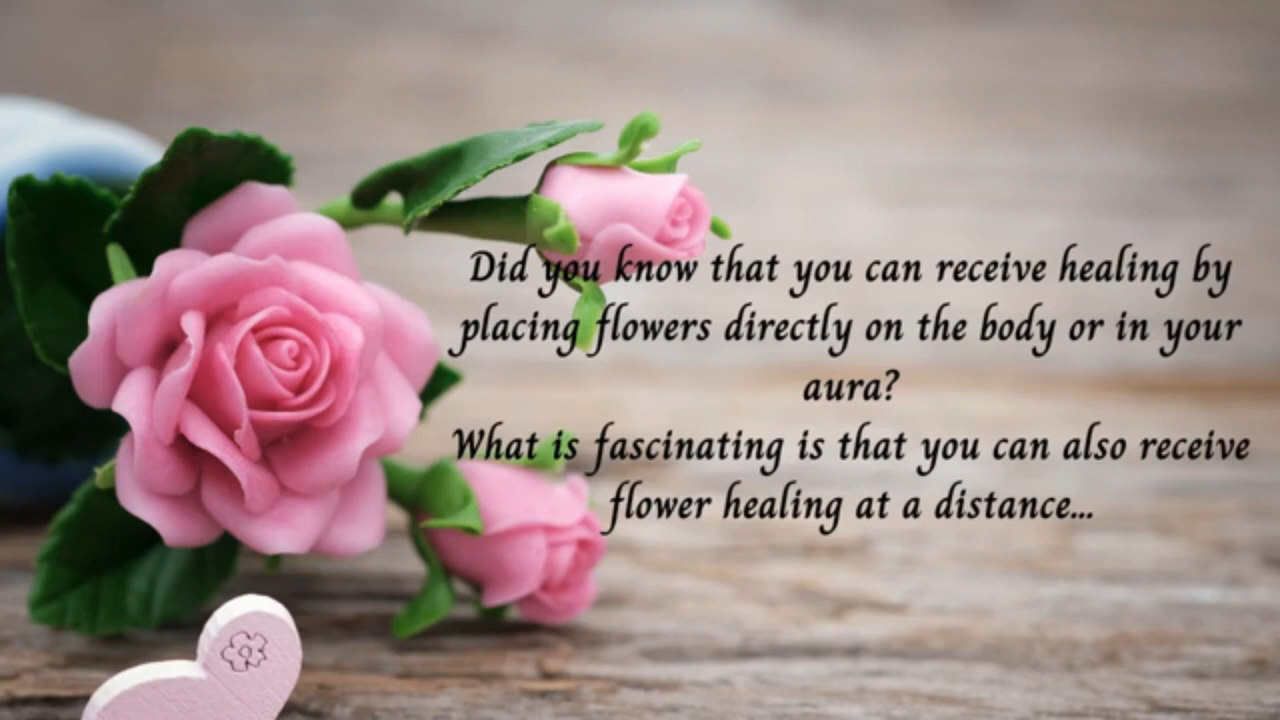 Did you know that you can receive healing by
placing flowers directly on the body or in your
aura?
What is fascinating is that you can also receive
flower healing at a distance...